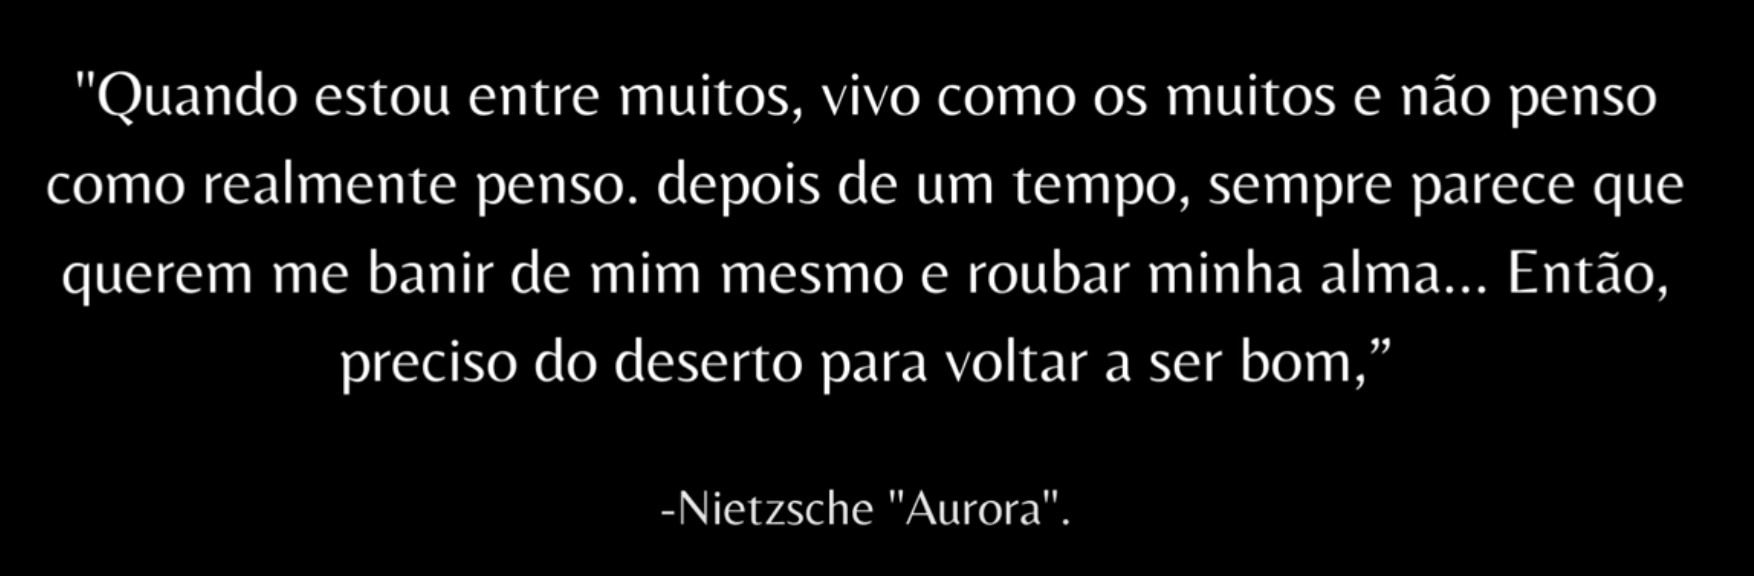 "Quando estou entre muitos, vivo como os muitos e não penso
como realmente penso. depois de um tempo, sempre parece que
querem me banir de mim mesmo e roubar minha alma... Então,
preciso do deserto para voltar a ser bom,”
-Nietzsche "Aurora".